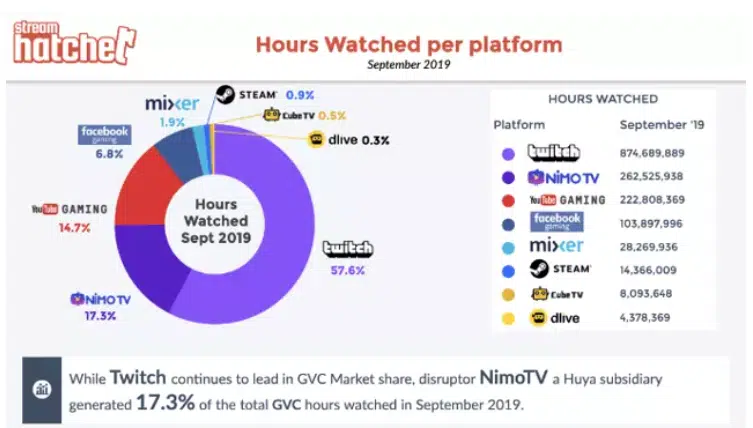 stream
hatchet
Hours Watched per platform
September 2019
STEAM 0.9%
mixer
1.9%
CubeTV 0.5%
facebook
gaming
6.8%
dlive 0.3%
YouTube GAMING
14.7%
Hours
Watched
Sept 2019
twitch
57.6%
NIMO TV
17.3%
HOURS WATCHED
Platform September '19
twitch 874,689,889
NIMO TV 262,525,938
YouTube GAMING 222,808,369
facebook
gaming 103,897,996
mixer 28,269,936
STEAM 14,366,009
CubeTV 8,093,648
dlive 4,378,369
While Twitch continues to lead in GVC Market share, disruptor NimoTV a Huya subsidiary
generated 17.3% of the total GVC hours watched in September 2019.